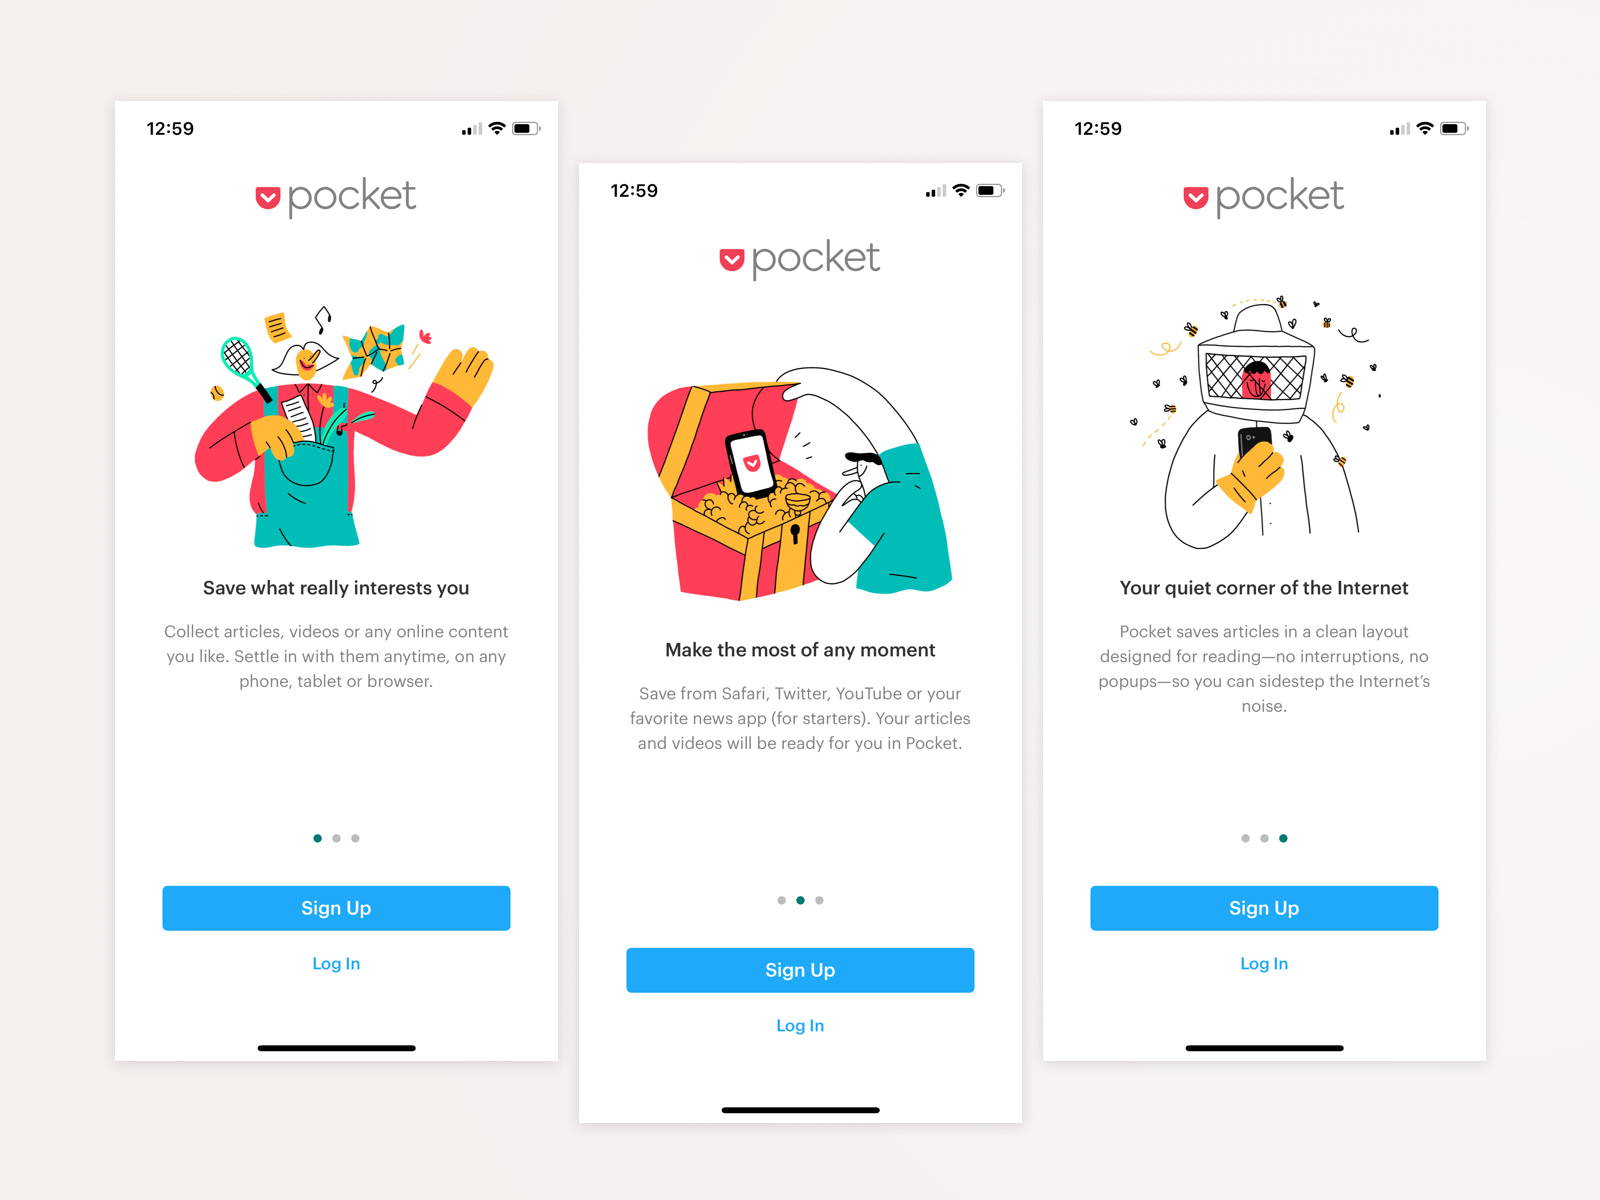 12:59
pocket
Save what really interests you
Collect articles, videos or any online content
you like. Settle in with them anytime, on any
phone, tablet or browser.
Sign Up
Log In
12:59
pocket
Make the most of any moment
Save from Safari, Twitter, YouTube or your
favorite news app (for starters). Your articles
and videos will be ready for you in Pocket.
Sign Up
Log In
12:59
pocket
Your quiet corner of the Internet
Pocket saves articles in a clean layout
designed for reading—no interruptions, no
popups—so you can sidestep the Internet’s
noise.
Sign Up
Log In